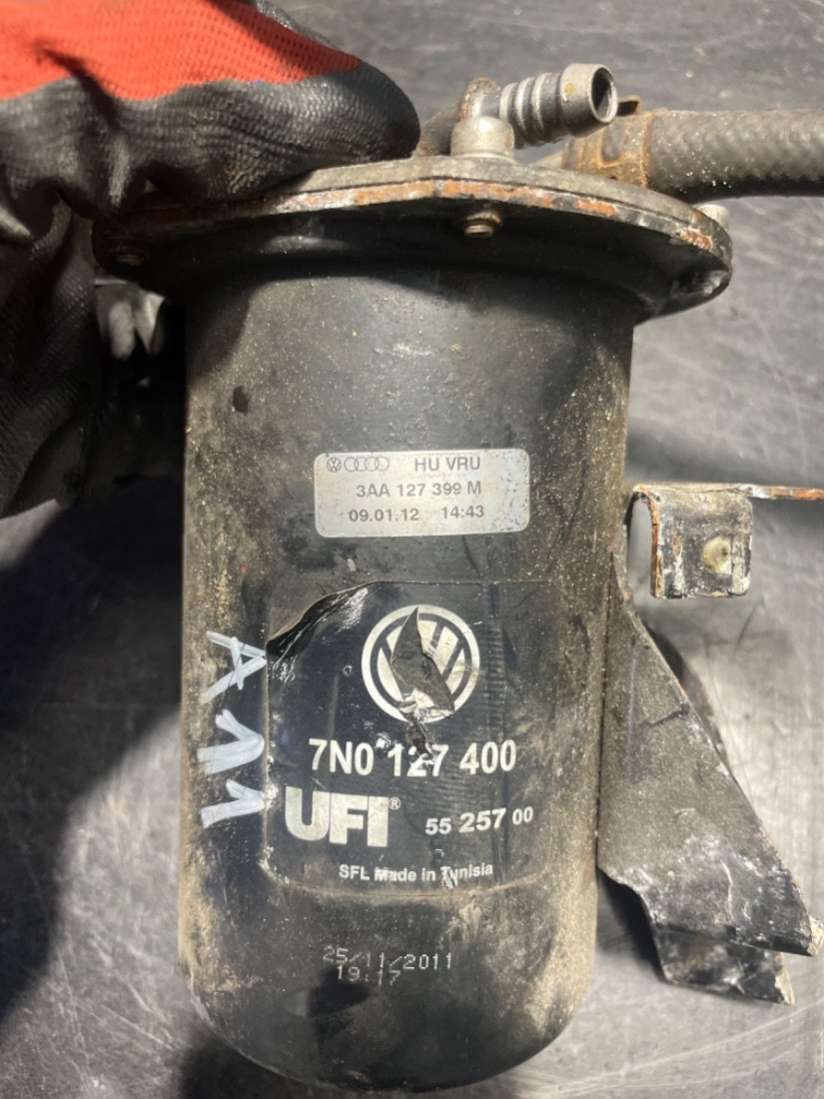 HU VRU
3AA 127 399 M
09.01.12 14:43
7N0 127 400
UFI® 55 257 00
SFL Made in Tunisia
25/11/2011
19:17
A11